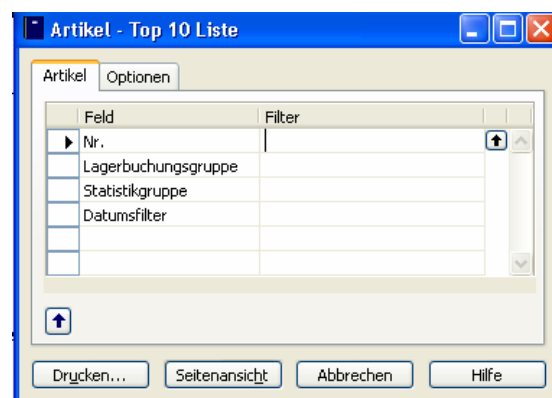 Artikel - Top 10 Liste
Artikel Optionen
Feld Filter
Nr.
Lagerbuchungsgruppe
Statistikgruppe
Datumsfilter
Drucken... Seitenansicht Abbrechen Hilfe